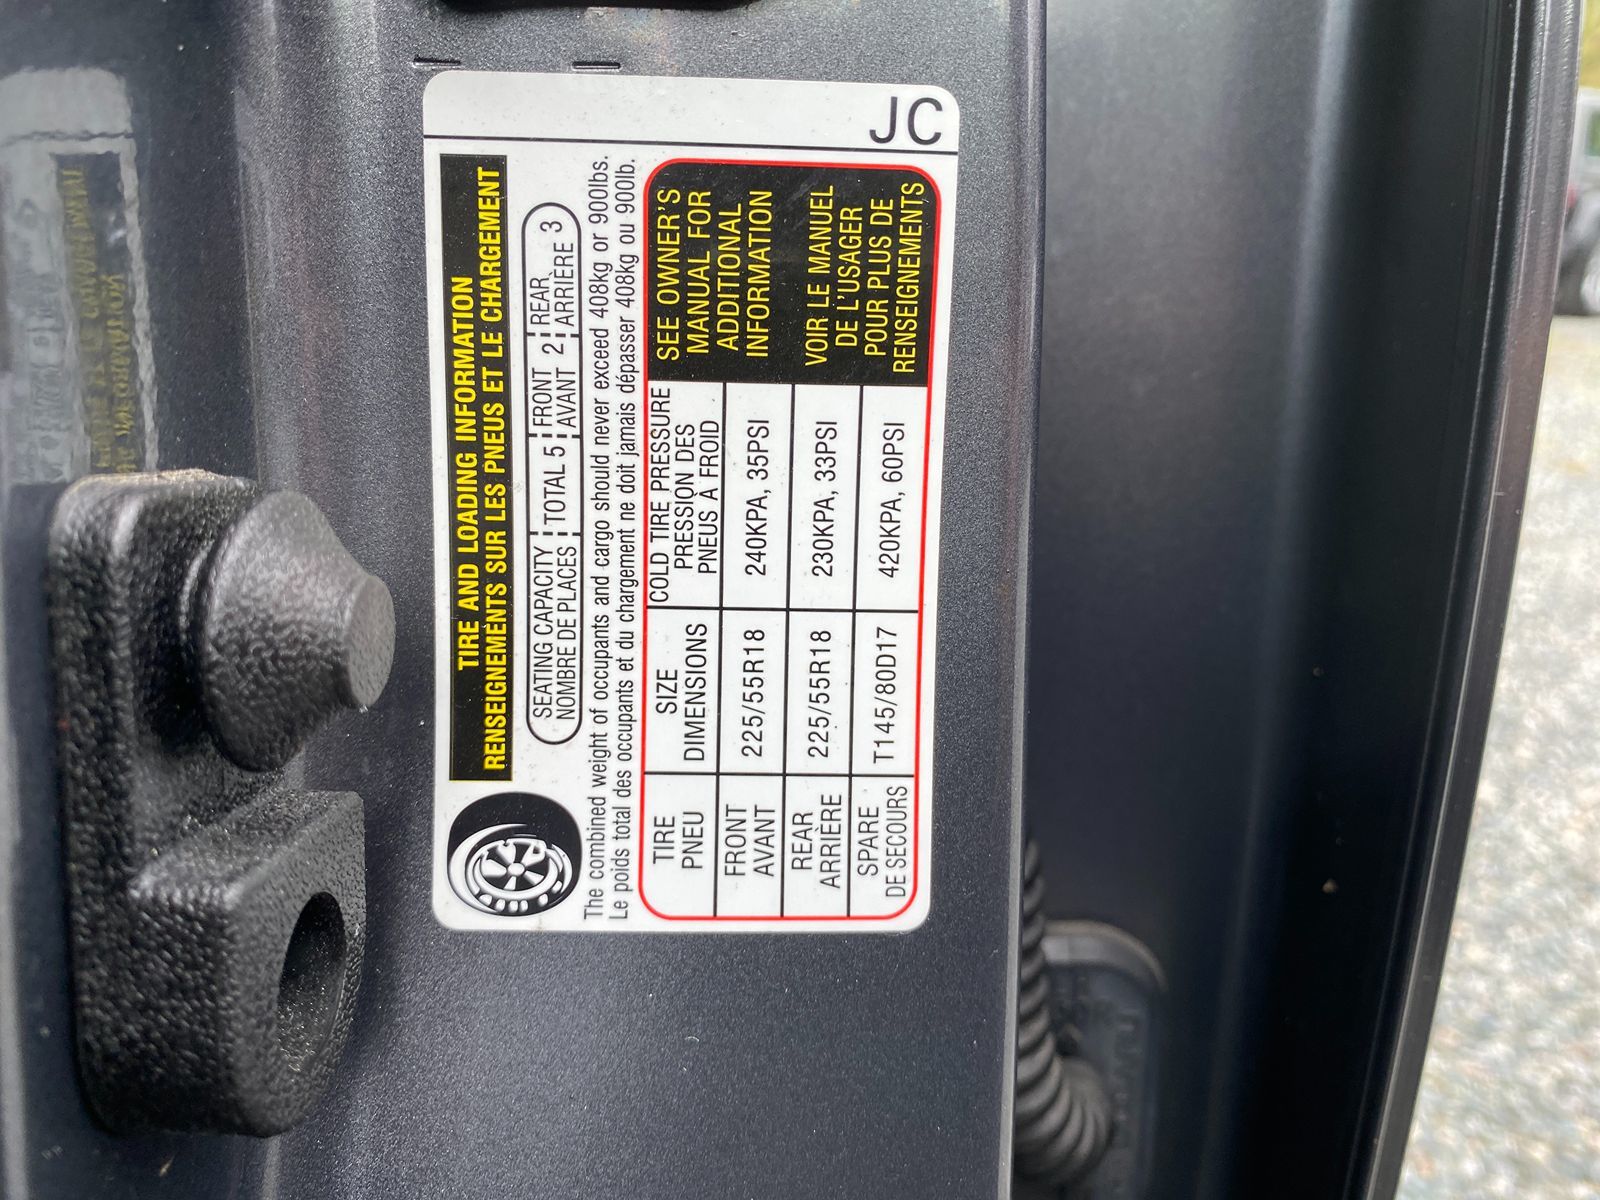 JC
TIRE AND LOADING INFORMATION
RENSEIGNEMENTS SUR LES PNEUS ET LE CHARGEMENT
SEATING CAPACITY TOTAL 5 FRONT 2 REAR 3
NOMBRE DE PLACES AVANT ARRIÈRE
The combined weight of occupants and cargo should never exceed 408kg or 900lbs.
Le poids total des occupants et du chargement ne doit jamais dépasser 408kg ou 900lb.
TIRE
PNEU
SIZE
DIMENSIONS
COLD TIRE PRESSURE
PRESSION DES
PNEUS À FROID
FRONT
AVANT
225/55R18
240KPA, 35PSI
REAR
ARRIÈRE
225/55R18
230KPA, 33PSI
SPARE
DE SECOURS
T145/80D17
420KPA, 60PSI
SEE OWNER'S
MANUAL FOR
ADDITIONAL
INFORMATION
VOIR LE MANUEL
DE L'USAGER
POUR PLUS DE
RENSEIGNEMENTS